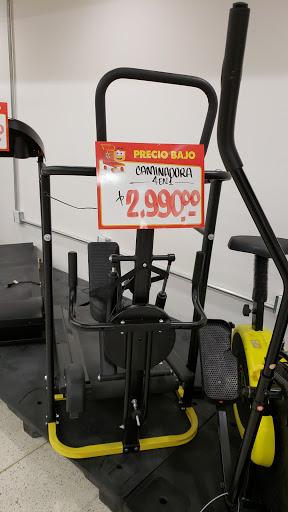 PRECIO BAJO
CAMINADORA
4 EN 1
$2,990.00